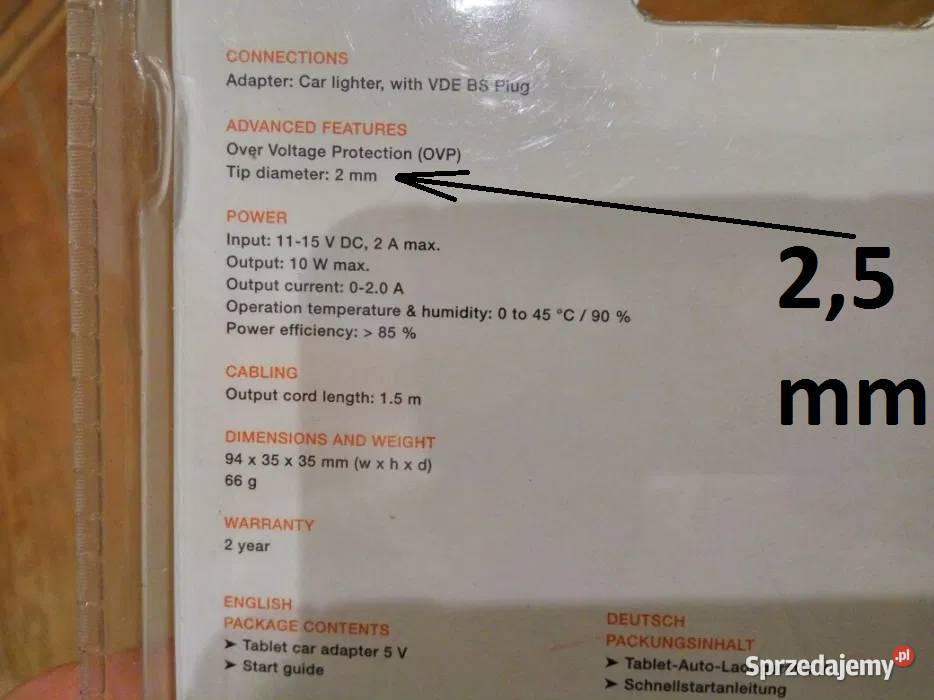 CONNECTIONS
Adapter: Car lighter, with VDE BS Plug
ADVANCED FEATURES
Over Voltage Protection (OVP)
Tip diameter: 2 mm
2,5
mm
POWER
Input: 11-15 V DC, 2 A max.
Output: 10 W max.
Output current: 0-2.0 A
Operation temperature & humidity: 0 to 45 °C / 90 %
Power efficiency: > 85 %
CABLING
Output cord length: 1.5 m
DIMENSIONS AND WEIGHT
94 x 35 x 35 mm (w x h x d)
66 g
WARRANTY
2 year
ENGLISH
PACKAGE CONTENTS
➤ Tablet car adapter 5 V
➤ Start guide
DEUTSCH
PACKUNGSINHALT
➤ Tablet-Auto-
➤ Schnellstartanleitung
Sprzedajemy.pl